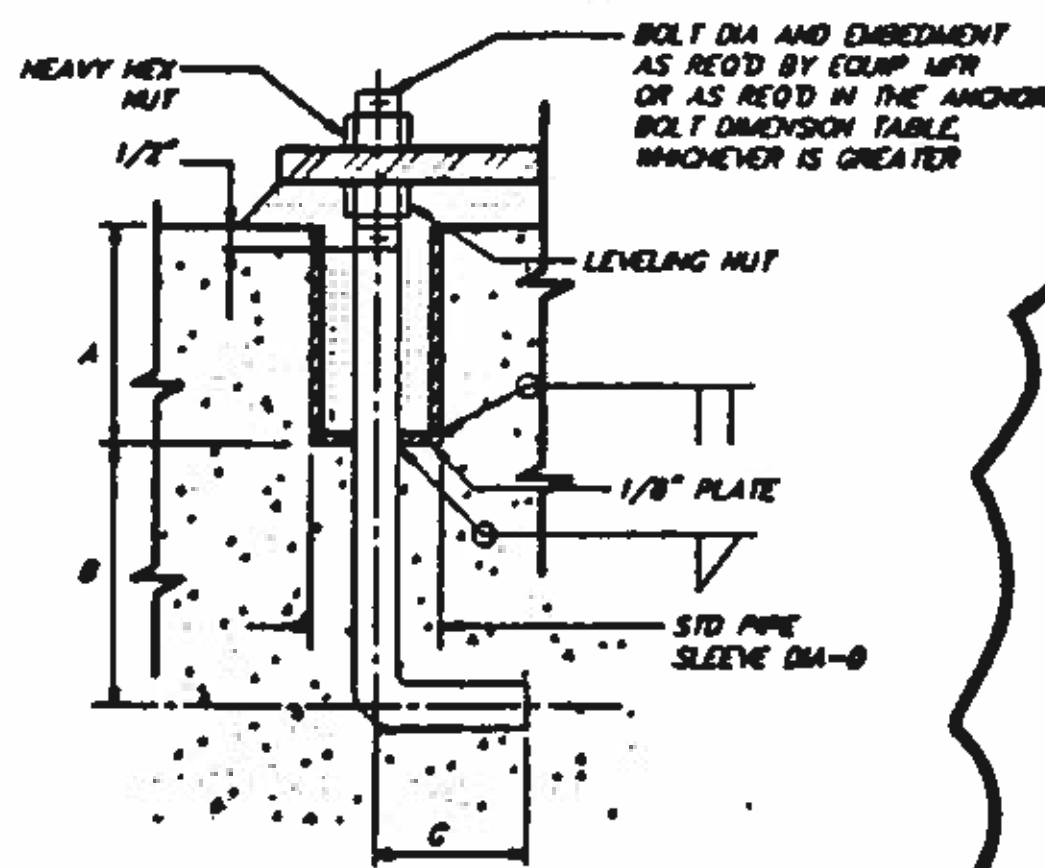 HEAVY HEX
NUT
1/2"
BOLT DIA AND EMBEDMENT
AS REQ'D BY EQUIP MFR
OR AS REQ'D IN THE ANCHOR
BOLT DIMENSION TABLE,
WHICHEVER IS GREATER
LEVELING NUT
A
1/8" PLATE
B
STD PIPE
SLEEVE DIA-D
C